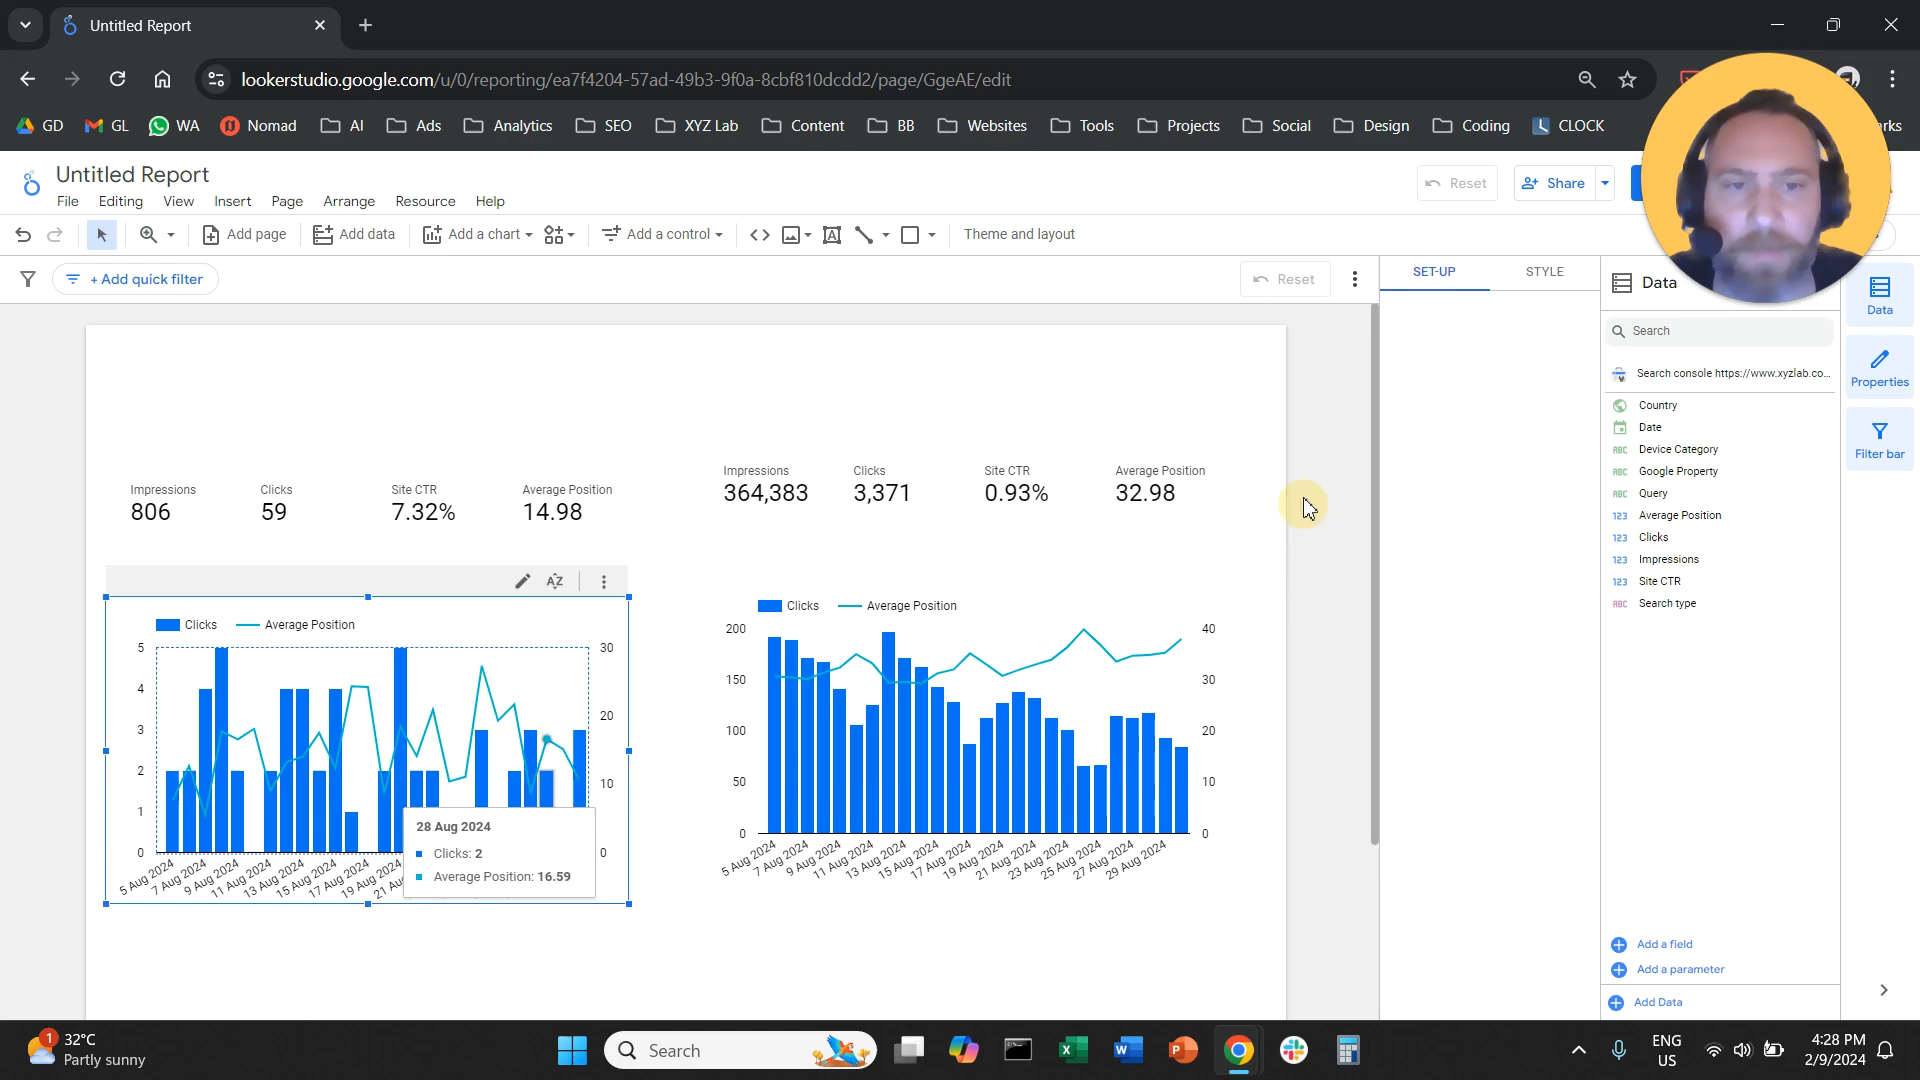 Untitled Report
lookerstudio.google.com/u/0/reporting/ea7f4204-57ad-49b3-9f0a-8cbf810dcdd2/page/GgeAE/edit
GD GL WA Nomad AI Ads Analytics SEO XYZ Lab Content BB Websites Tools Projects Social Design Coding CLOCK
Untitled Report
Reset Share
File Editing View Insert Page Arrange Resource Help
Add page Add data Add a chart Add a control Theme and layout
+ Add quick filter Reset
SET-UP STYLE
Data
Data
Search
Search console https://www.xyzlab.co...
Properties
Country
Date
Device Category
Filter bar
Google Property
Query
Average Position
Clicks
Impressions
Site CTR
Search type
Add a field
Add a parameter
Add Data
Impressions Clicks Site CTR Average Position
806 59 7.32% 14.98
Impressions Clicks Site CTR Average Position
364,383 3,371 0.93% 32.98
Clicks Average Position
5 30
4
3 20
2
1 10
0 0
5 Aug 2024 7 Aug 2024 9 Aug 2024 11 Aug 2024 13 Aug 2024 15 Aug 2024 17 Aug 2024 19 Aug 2024
28 Aug 2024
Clicks: 2
Average Position: 16.59
Clicks Average Position
200 40
150 30
100 20
50 10
0 0
5 Aug 2024 7 Aug 2024 9 Aug 2024 11 Aug 2024 13 Aug 2024 15 Aug 2024 17 Aug 2024 19 Aug 2024 21 Aug 2024 23 Aug 2024 25 Aug 2024 27 Aug 2024 29 Aug 2024
1 32°C
Partly sunny
Search
ENG
US
4:28 PM
2/9/2024